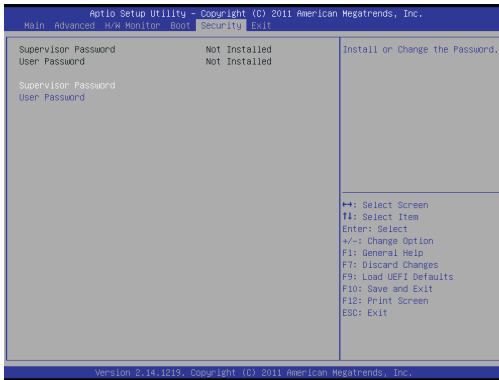 Aptio Setup Utility - Copyright (C) 2011 American Megatrends, Inc.
Main Advanced H/W Monitor Boot Security Exit
Supervisor Password Not Installed
User Password Not Installed
Supervisor Password
User Password
Install or Change the Password.
↔: Select Screen
↑↓: Select Item
Enter: Select
+/-: Change Option
F1: General Help
F7: Discard Changes
F9: Load UEFI Defaults
F10: Save and Exit
F12: Print Screen
ESC: Exit
Version 2.14.1219. Copyright (C) 2011 American Megatrends, Inc.